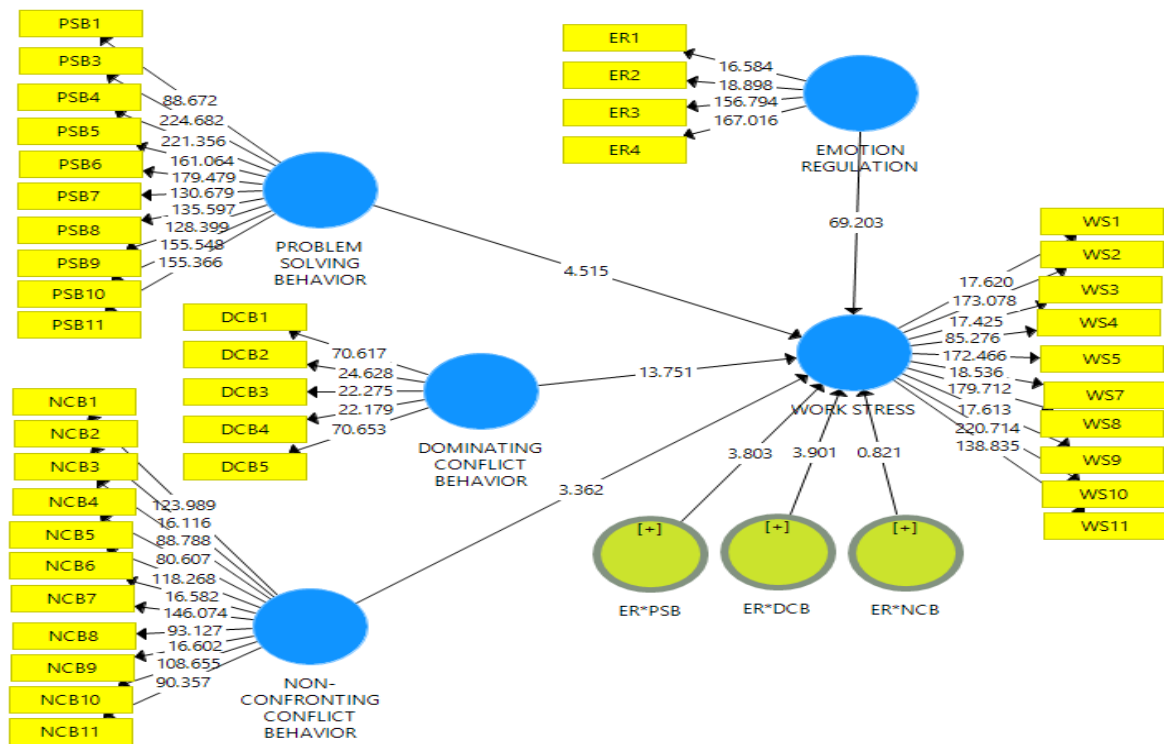 PSB1
PSB3
PSB4
PSB5
PSB6
PSB7
PSB8
PSB9
PSB10
PSB11
88.672
224.682
221.356
161.064
179.479
130.679
135.597
128.399
155.548
155.366
PROBLEM
SOLVING
BEHAVIOR
ER1
ER2
ER3
ER4
16.584
18.898
156.794
167.016
EMOTION
REGULATION
69.203
4.515
DCB1
DCB2
DCB3
DCB4
DCB5
70.617
24.628
22.275
22.179
70.653
DOMINATING
CONFLICT
BEHAVIOR
13.751
NCB1
NCB2
NCB3
NCB4
NCB5
NCB6
NCB7
NCB8
NCB9
NCB10
NCB11
123.989
16.116
88.788
80.607
118.268
16.582
146.074
93.127
16.602
108.655
90.357
NON-
CONFRONTING
CONFLICT
BEHAVIOR
3.362
WORK STRESS
17.620
173.078
17.425
85.276
172.466
18.536
179.712
17.613
220.714
138.835
WS1
WS2
WS3
WS4
WS5
WS7
WS8
WS9
WS10
WS11
3.803
3.901
0.821
[+]
[+]
[+]
ER*PSB
ER*DCB
ER*NCB